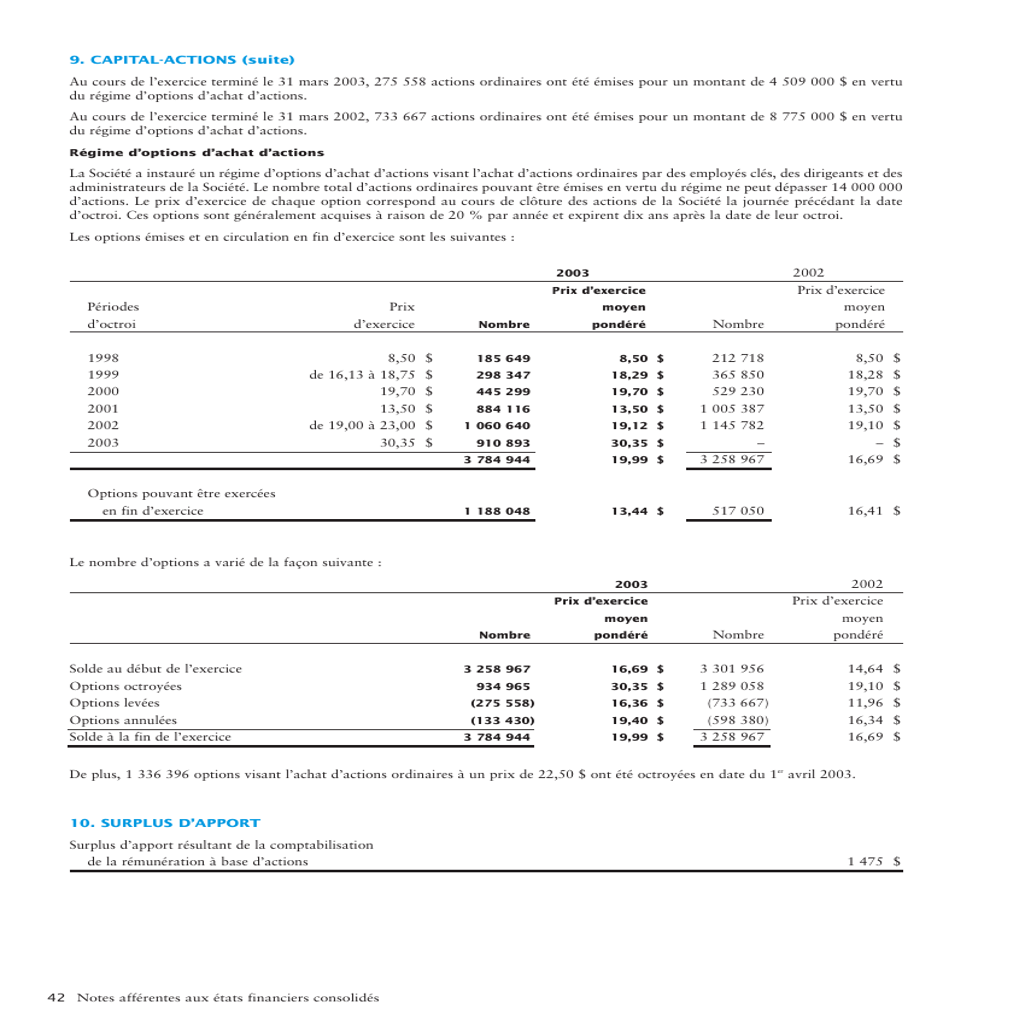 9. CAPITAL-ACTIONS (suite)
Au cours de l'exercice terminé le 31 mars 2003, 275 558 actions ordinaires ont été émises pour un montant de 4 509 000 $ en vertu
du régime d'options d'achat d'actions.
Au cours de l'exercice terminé le 31 mars 2002, 733 667 actions ordinaires ont été émises pour un montant de 8 775 000 $ en vertu
du régime d'options d'achat d'actions.
Régime d'options d'achat d'actions
La Société a instauré un régime d'options d'achat d'actions visant l'achat d'actions ordinaires par des employés clés, des dirigeants et des
administrateurs de la Société. Le nombre total d'actions ordinaires pouvant être émises en vertu du régime ne peut dépasser 14 000 000
d'actions. Le prix d'exercice de chaque option correspond au cours de clôture des actions de la Société la journée précédant la date
d'octroi. Ces options sont généralement acquises à raison de 20 % par année et expirent dix ans après la date de leur octroi.
Les options émises et en circulation en fin d'exercice sont les suivantes :
2003 2002
Prix d'exercice Prix d'exercice
Périodes Prix moyen moyen
d'octroi d'exercice Nombre pondéré Nombre pondéré
1998 8,50 $ 185 649 8,50 $ 212 718 8,50 $
1999 de 16,13 à 18,75 $ 298 347 18,29 $ 365 850 18,28 $
2000 19,70 $ 445 299 19,70 $ 529 230 19,70 $
2001 13,50 $ 884 116 13,50 $ 1 005 387 13,50 $
2002 de 19,00 à 23,00 $ 1 060 640 19,12 $ 1 145 782 19,10 $
2003 30,35 $ 910 893 30,35 $ – – $
3 784 944 19,99 $ 3 258 967 16,69 $
Options pouvant être exercées
en fin d'exercice 1 188 048 13,44 $ 517 050 16,41 $
Le nombre d'options a varié de la façon suivante :
2003 2002
Prix d'exercice Prix d'exercice
moyen moyen
Nombre pondéré Nombre pondéré
Solde au début de l'exercice 3 258 967 16,69 $ 3 301 956 14,64 $
Options octroyées 934 965 30,35 $ 1 289 058 19,10 $
Options levées (275 558) 16,36 $ (733 667) 11,96 $
Options annulées (133 430) 19,40 $ (598 380) 16,34 $
Solde à la fin de l'exercice 3 784 944 19,99 $ 3 258 967 16,69 $
De plus, 1 336 396 options visant l'achat d'actions ordinaires à un prix de 22,50 $ ont été octroyées en date du 1er avril 2003.
10. SURPLUS D'APPORT
Surplus d'apport résultant de la comptabilisation
de la rémunération à base d'actions 1 475 $
42 Notes afférentes aux états financiers consolidés